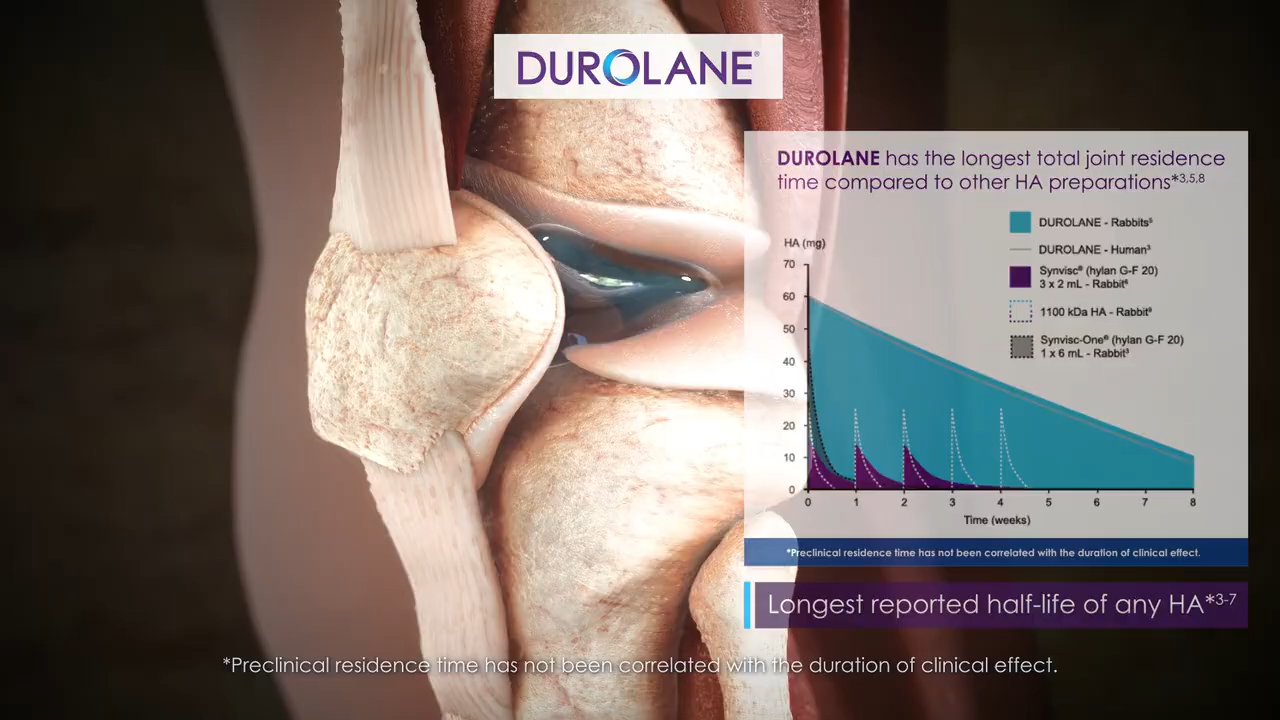 DUROLANE®
DUROLANE has the longest total joint residence
time compared to other HA preparations*3,5,8
DUROLANE - Rabbits5
DUROLANE - Human3
Synvisc® (hylan G-F 20)
3 x 2 mL - Rabbit6
1100 kDa HA - Rabbit9
Synvisc-One® (hylan G-F 20)
1 x 6 mL - Rabbit3
HA (mg)
70
60
50
40
30
20
10
0
0 1 2 3 4 5 6 7 8
Time (weeks)
*Preclinical residence time has not been correlated with the duration of clinical effect.
Longest reported half-life of any HA*3-7
*Preclinical residence time has not been correlated with the duration of clinical effect.